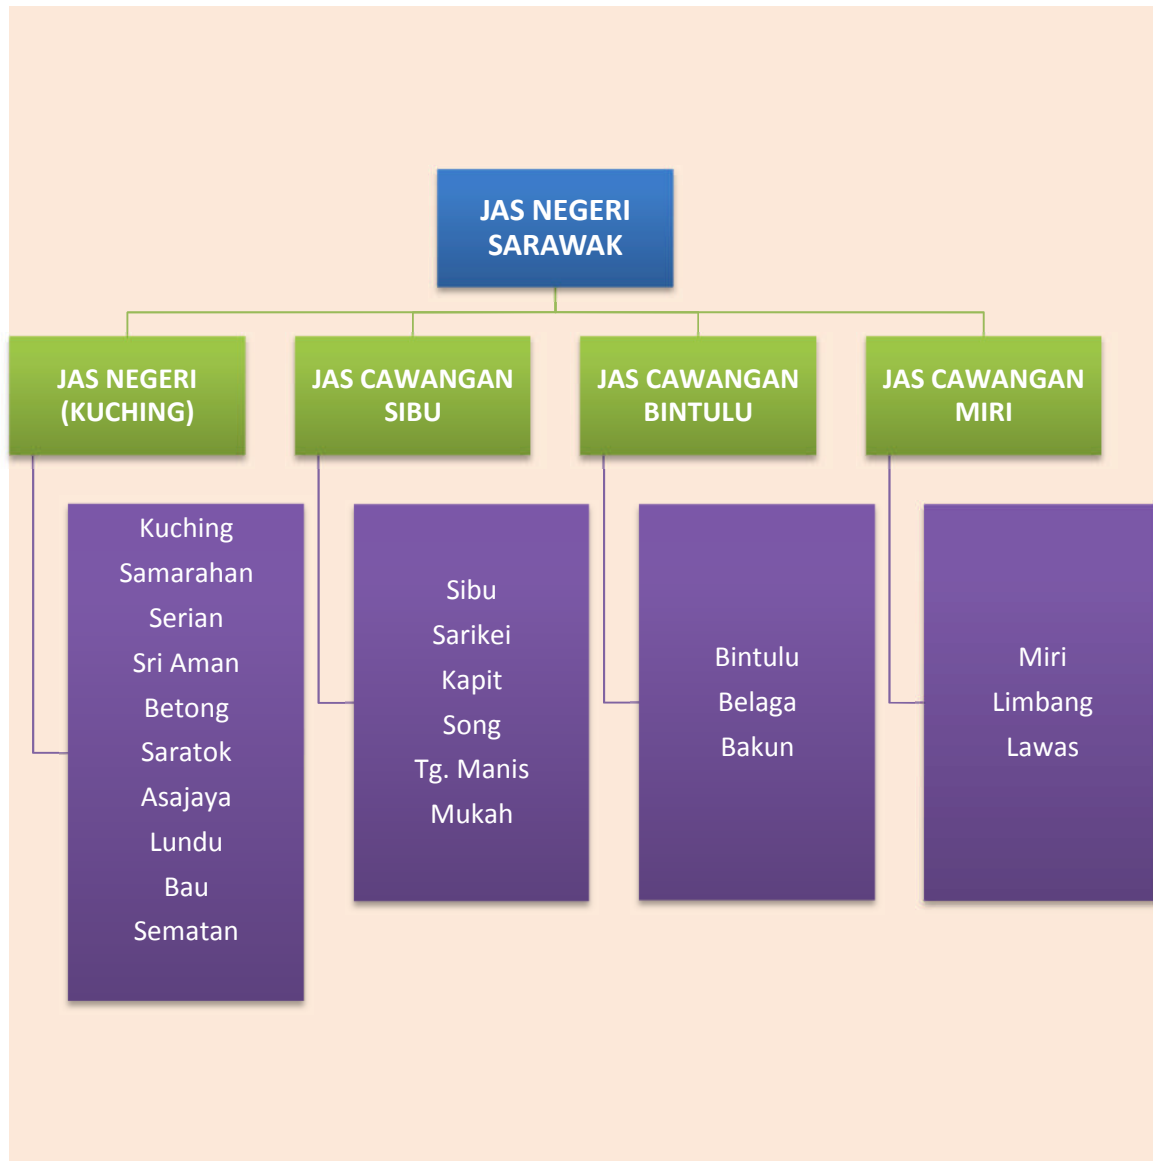 JAS NEGERI
SARAWAK
JAS NEGERI
(KUCHING)
JAS CAWANGAN
SIBU
JAS CAWANGAN
BINTULU
JAS CAWANGAN
MIRI
Kuching
Samarahan
Serian
Sri Aman
Betong
Saratok
Asajaya
Lundu
Bau
Sematan
Sibu
Sarikei
Kapit
Song
Tg. Manis
Mukah
Bintulu
Belaga
Bakun
Miri
Limbang
Lawas